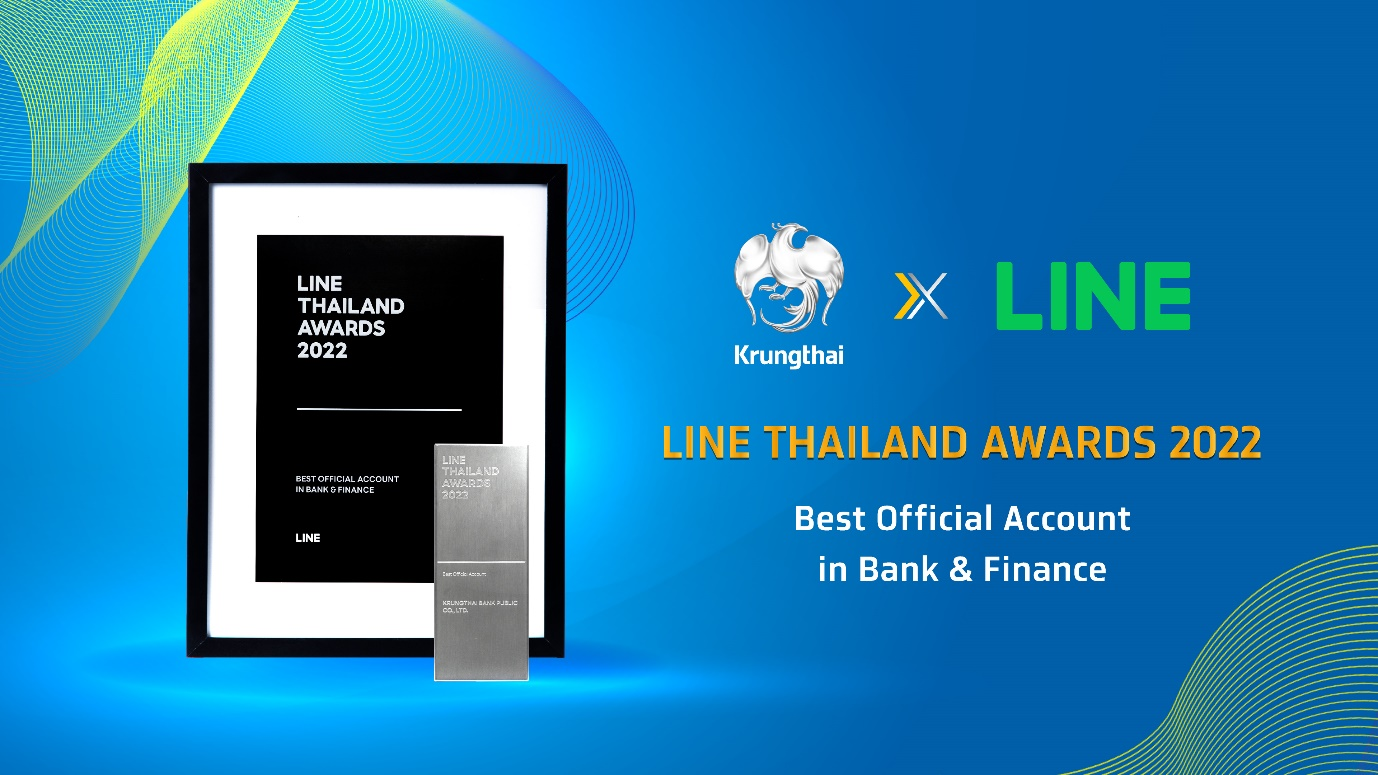 LINE
THAILAND
AWARDS
2022
BEST OFFICIAL ACCOUNT
IN BANK & FINANCE
LINE
LINE
THAILAND
AWARDS
2022
Best Official Account
KRUNGTHAI BANK PUBLIC
CO.,LTD.
Krungthai
X
LINE
LINE THAILAND AWARDS 2022
Best Official Account
in Bank & Finance